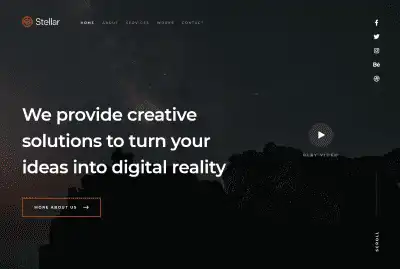 Stellar
HOME ABOUT SERVICES WORKS CONTACT
We provide creative
solutions to turn your
ideas into digital reality
PLAY VIDEO
MORE ABOUT US
SCROLL
Bē